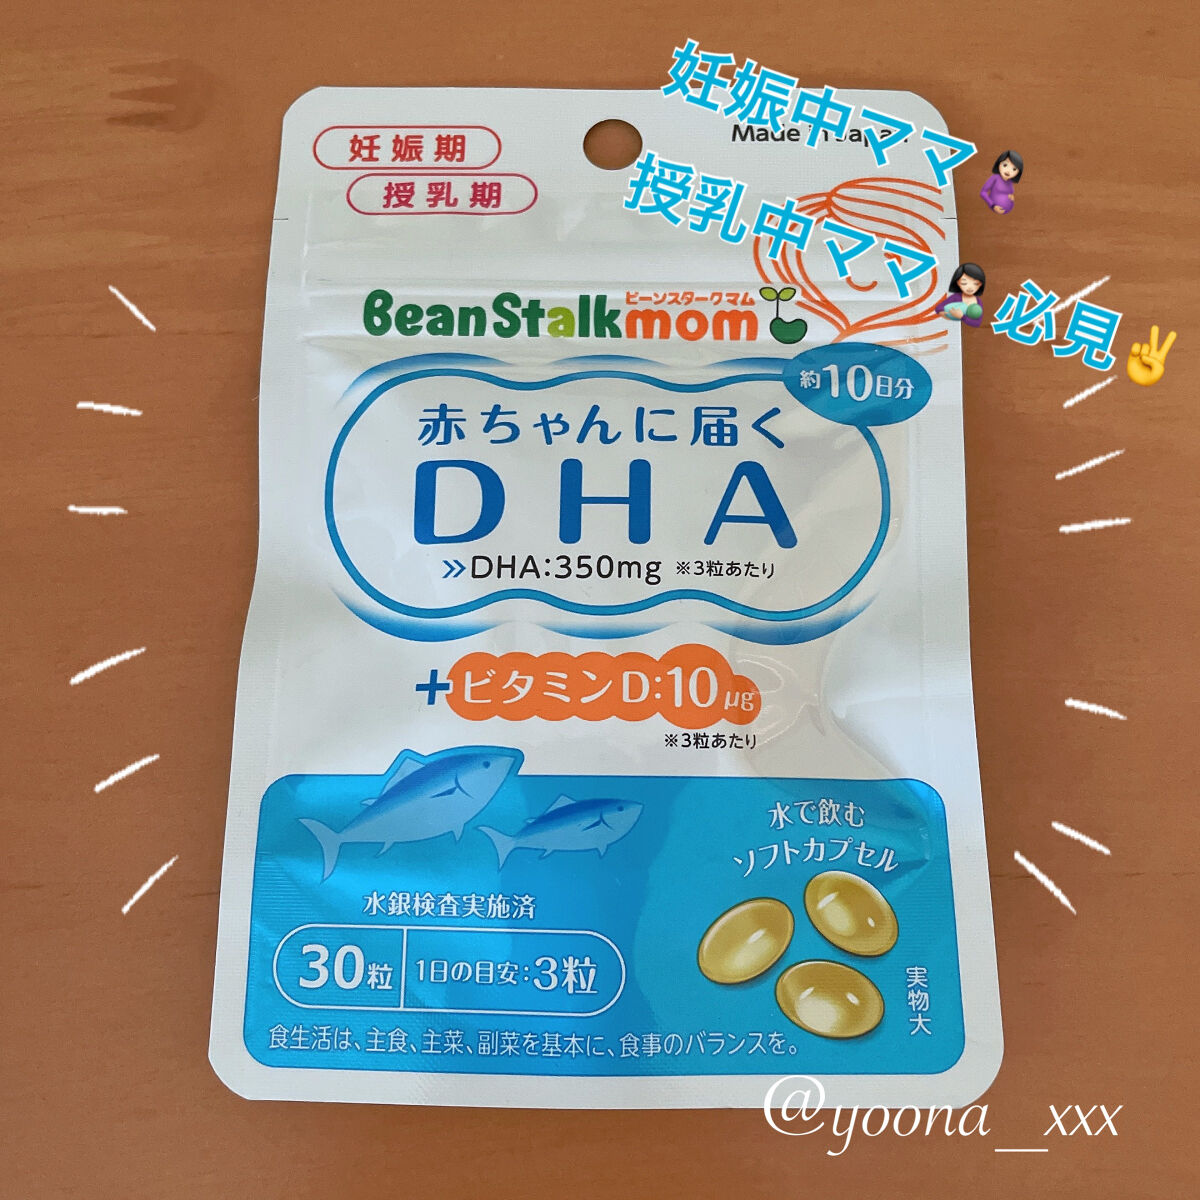 妊娠中ママ🤰🏻
授乳中ママ🤱🏻必見✌️
Made in Japan
妊娠期
授乳期
ビーンスタークマム
BeanStalkmom
約10日分
赤ちゃんに届く
DHA
»DHA:350mg ※3粒あたり
+ビタミンD:10μg
※3粒あたり
水で飲む
ソフトカプセル
水銀検査実施済
30粒 1日の目安:3粒
実物大
食生活は、主食、主菜、副菜を基本に、食事のバランスを。
@yoona__xxx